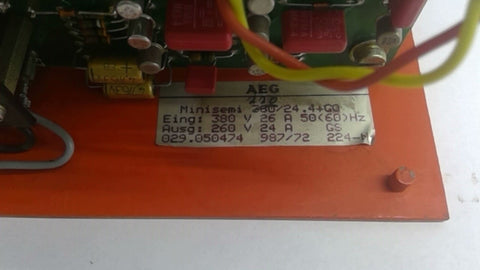 AEG
Minisemi 380/24.4+GQ
Eing: 380 V 26 A 50(60)Hz
Ausg: 260 V 24 A GS
029.050474 987/72 224-